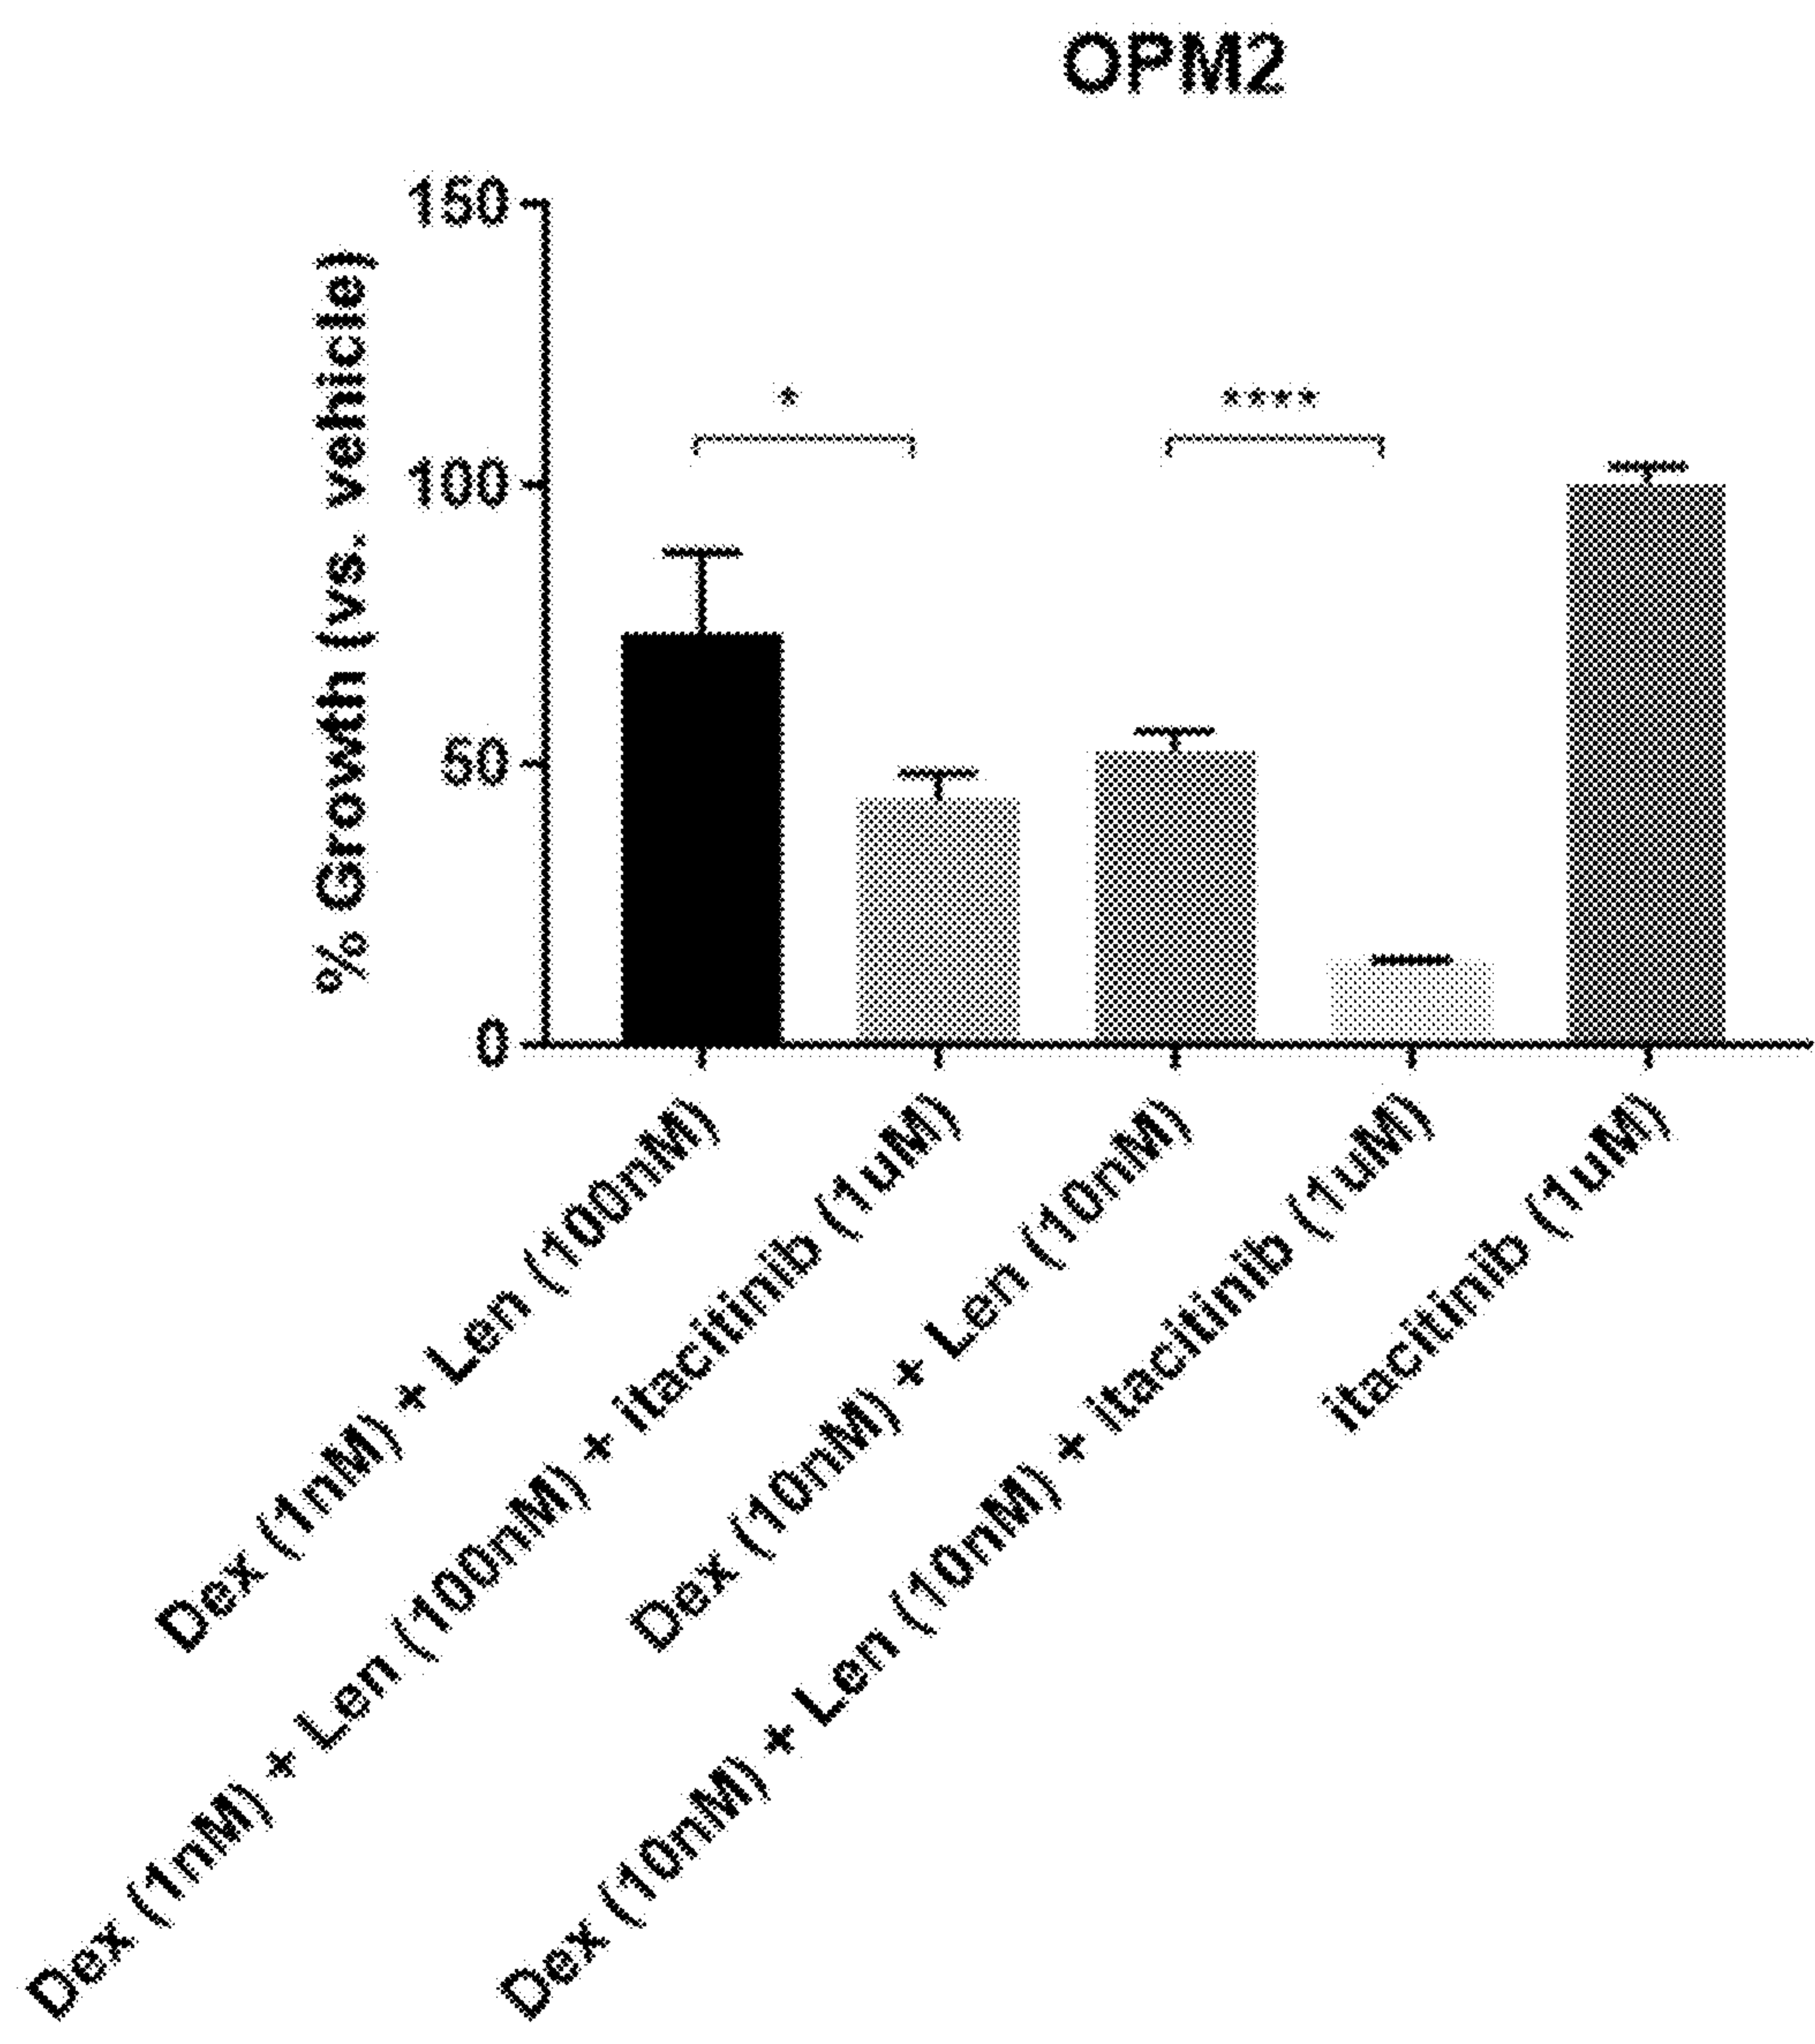 OPM2
% Growth (vs. vehicle)
150
100
50
0
*
****
Dex (1nM) + Len (100nM)
Dex (1nM) + Len (100nM) + itacitinib (1uM)
Dex (10nM) + Len (10nM)
Dex (10nM) + Len (10nM) + itacitinib (1uM)
itacitinib (1uM)